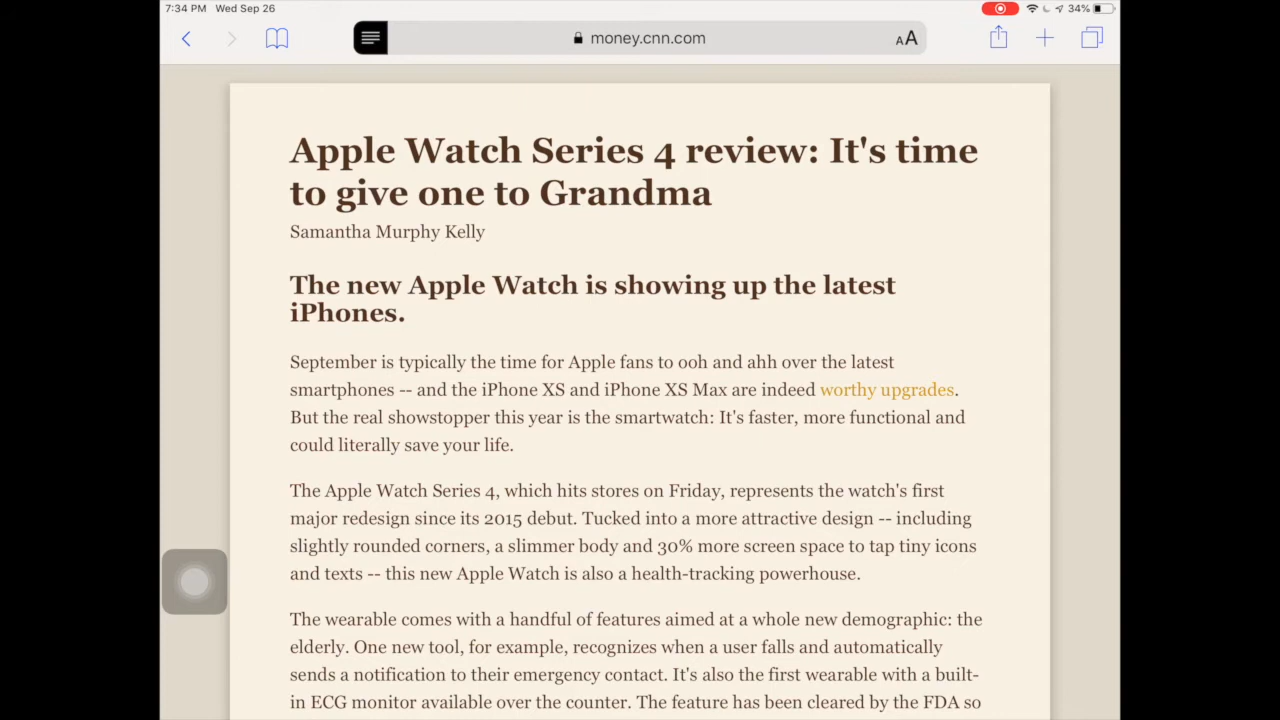 7:34 PM Wed Sep 26
34%
money.cnn.com
AA
Apple Watch Series 4 review: It's time
to give one to Grandma
Samantha Murphy Kelly
The new Apple Watch is showing up the latest
iPhones.
September is typically the time for Apple fans to ooh and ahh over the latest
smartphones -- and the iPhone XS and iPhone XS Max are indeed worthy upgrades.
But the real showstopper this year is the smartwatch: It's faster, more functional and
could literally save your life.
The Apple Watch Series 4, which hits stores on Friday, represents the watch's first
major redesign since its 2015 debut. Tucked into a more attractive design -- including
slightly rounded corners, a slimmer body and 30% more screen space to tap tiny icons
and texts -- this new Apple Watch is also a health-tracking powerhouse.
The wearable comes with a handful of features aimed at a whole new demographic: the
elderly. One new tool, for example, recognizes when a user falls and automatically
sends a notification to their emergency contact. It's also the first wearable with a built-
in ECG monitor available over the counter. The feature has been cleared by the FDA so